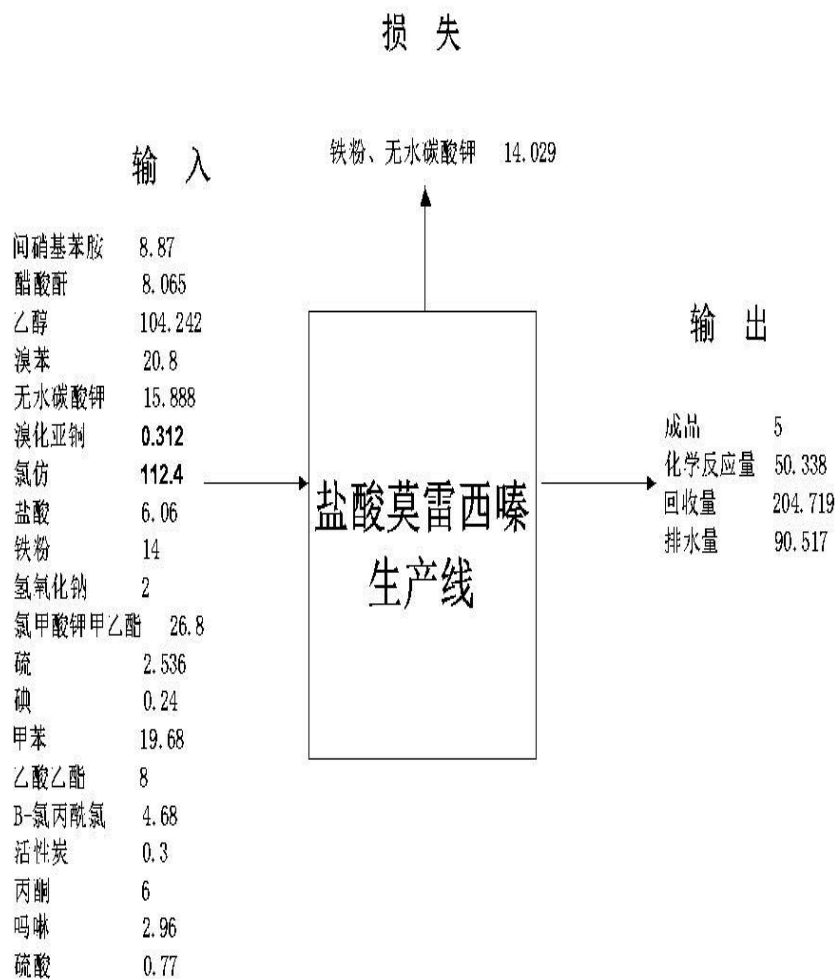 损 失
铁粉、无水碳酸钾 14.029
输 入
间硝基苯胺 8.87
醋酸酐 8.065
乙醇 104.242
溴苯 20.8
无水碳酸钾 15.888
溴化亚铜 0.312
氯仿 112.4
盐酸 6.06
铁粉 14
氢氧化钠 2
氯甲酸钾甲乙酯 26.8
硫 2.536
碘 0.24
甲苯 19.68
乙酸乙酯 8
B-氯丙酰氯 4.68
活性炭 0.3
丙酮 6
吗啉 2.96
硫酸 0.77
盐酸莫雷西嗪
生产线
输 出
成品 5
化学反应量 50.338
回收量 204.719
排水量 90.517